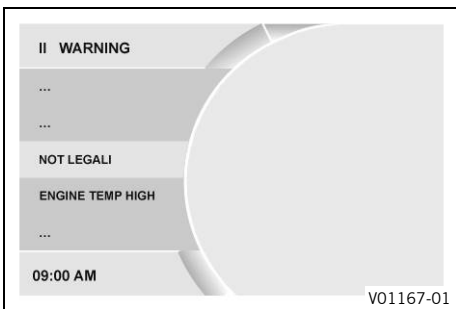 II WARNING
...
...
NOT LEGALI
ENGINE TEMP HIGH
...
09:00 AM
V01167-01